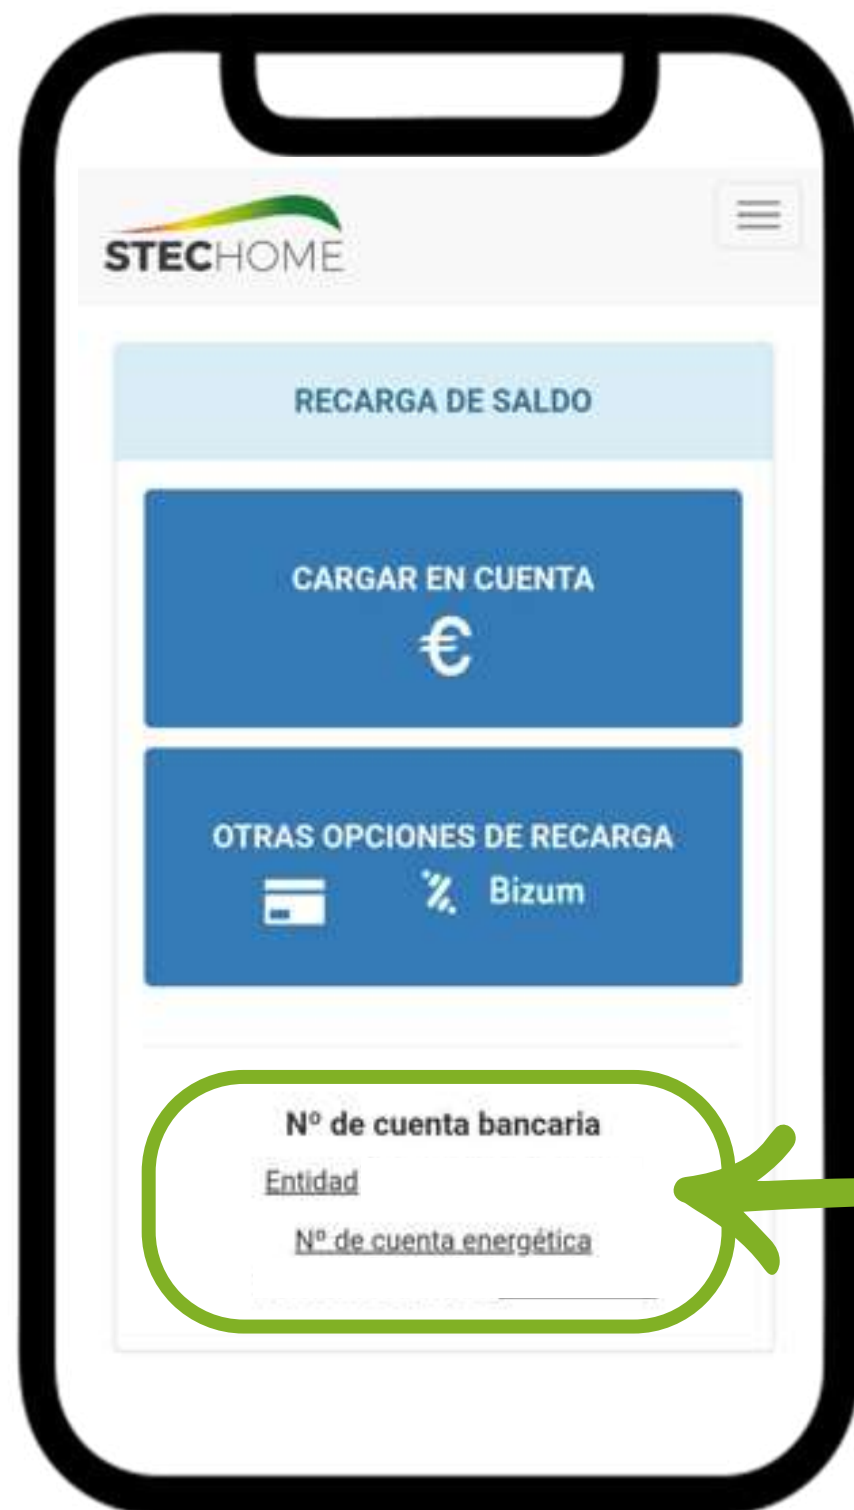 STECHOME
RECARGA DE SALDO
CARGAR EN CUENTA
€
OTRAS OPCIONES DE RECARGA
Bizum
Nº de cuenta bancaria
Entidad
Nº de cuenta energética